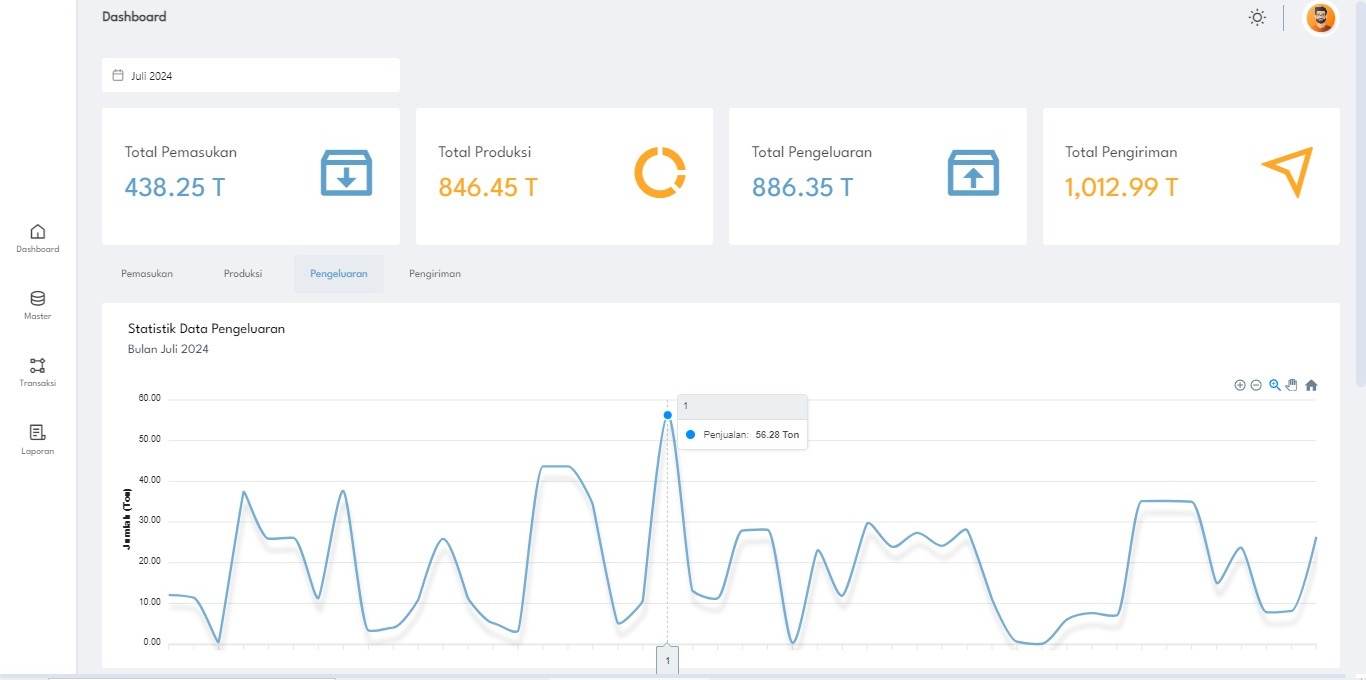 Dashboard
Juli 2024
Total Pemasukan
438.25 T
Total Produksi
846.45 T
Total Pengeluaran
886.35 T
Total Pengiriman
1,012.99 T
Dashboard
Master
Transaksi
Laporan
Pemasukan
Produksi
Pengeluaran
Pengiriman
Statistik Data Pengeluaran
Bulan Juli 2024
Jumlah (Ton)
60.00
50.00
40.00
30.00
20.00
10.00
0.00
1
Penjualan: 56.28 Ton
1